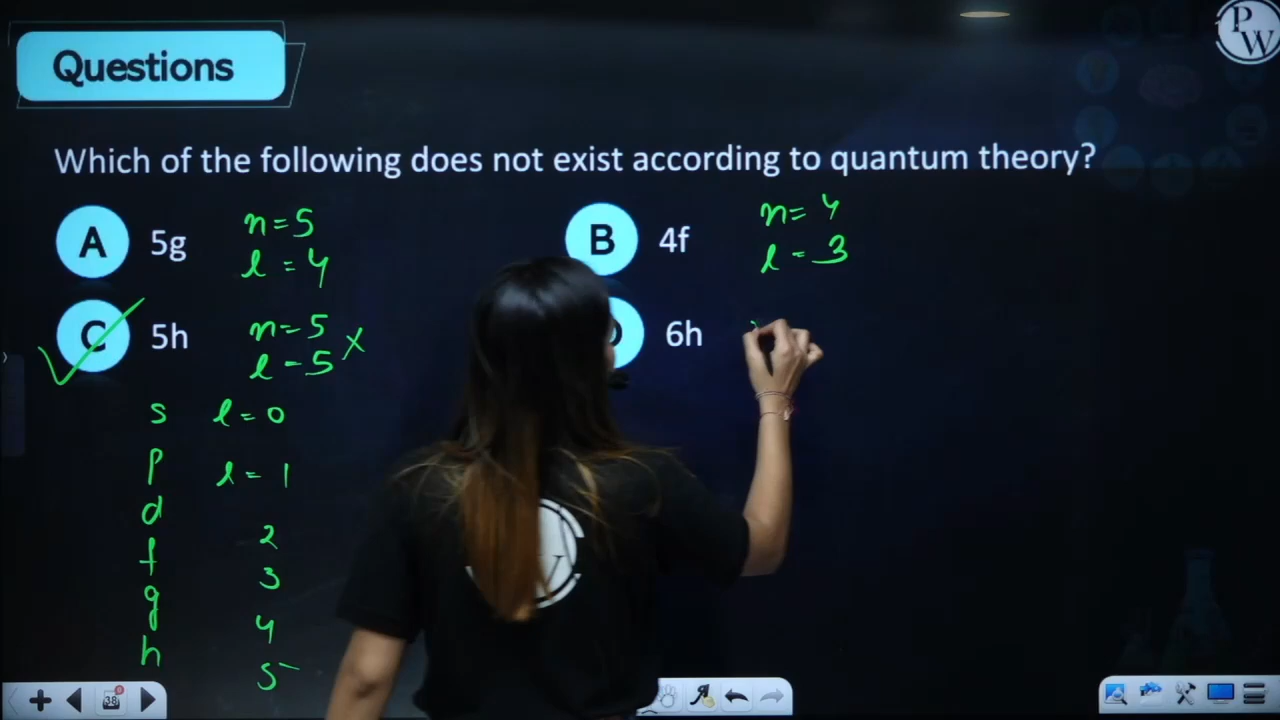 PW
Questions
Which of the following does not exist according to quantum theory?
A 5g n=5
l=4
B 4f n=4
l=3
C 5h n=5
l=5 x
6h
s l=0
p l=1
d 2
f 3
g 4
h 5
38